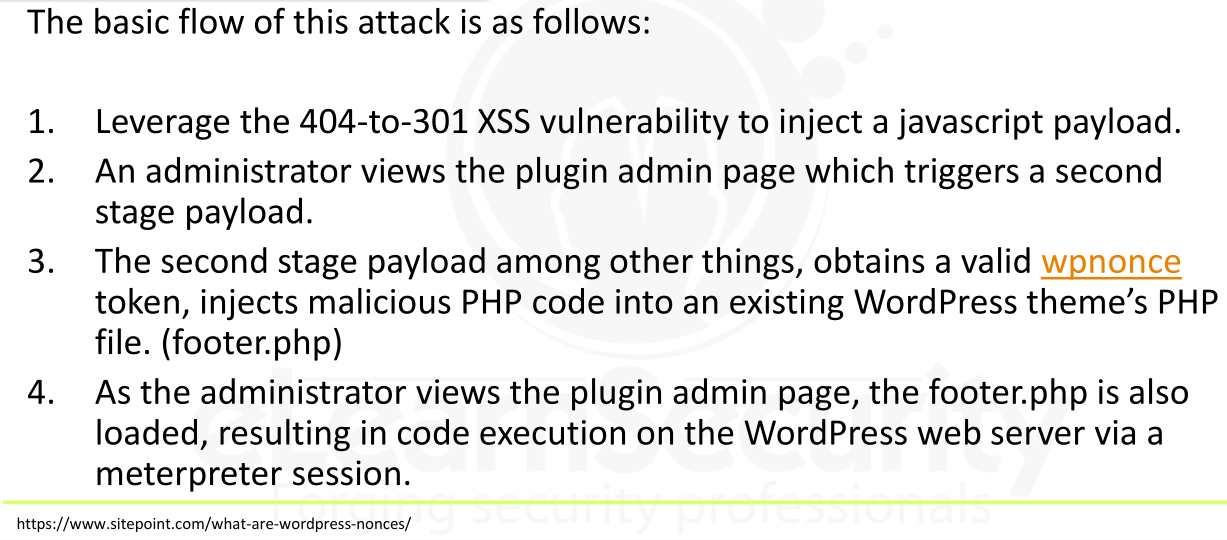 The basic flow of this attack is as follows:
1. Leverage the 404-to-301 XSS vulnerability to inject a javascript payload.
2. An administrator views the plugin admin page which triggers a second
stage payload.
3. The second stage payload among other things, obtains a valid wpnonce
token, injects malicious PHP code into an existing WordPress theme’s PHP
file. (footer.php)
4. As the administrator views the plugin admin page, the footer.php is also
loaded, resulting in code execution on the WordPress web server via a
meterpreter session.
eLearnSecurity
Forging security professionals
https://www.sitepoint.com/what-are-wordpress-nonces/